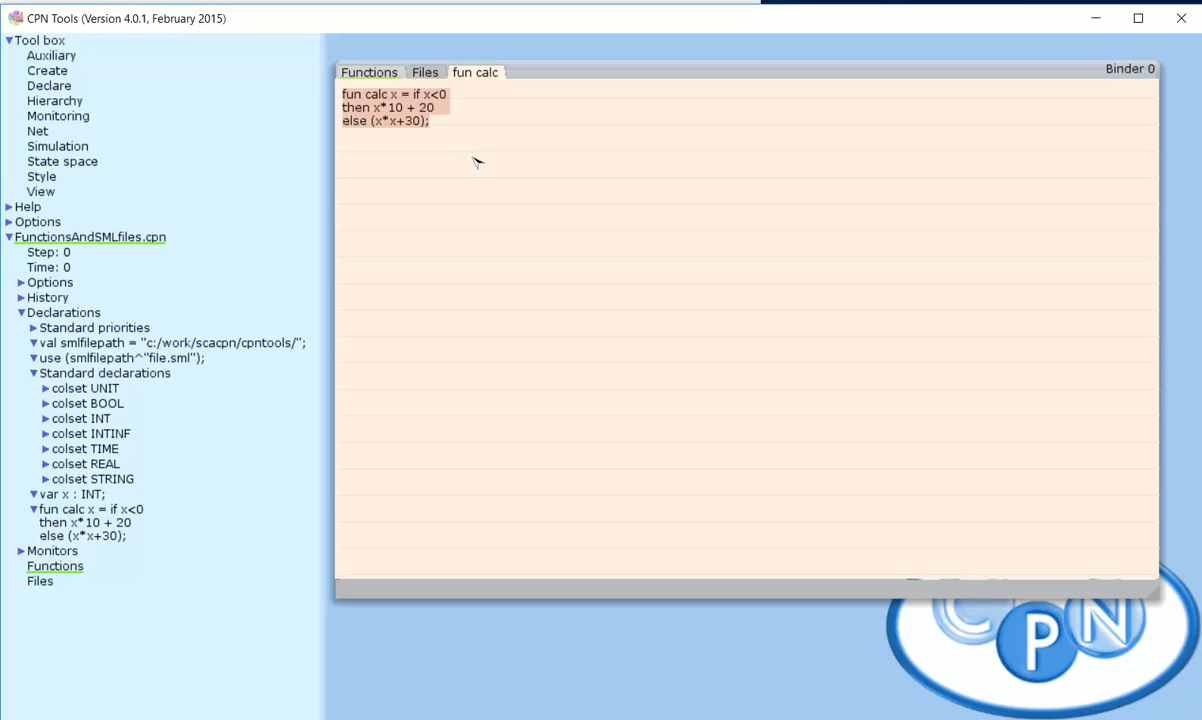 CPN Tools (Version 4.0.1, February 2015)
Tool box
Auxiliary
Create
Declare
Hierarchy
Monitoring
Net
Simulation
State space
Style
View
Help
Options
FunctionsAndSMLfiles.cpn
Step: 0
Time: 0
Options
History
Declarations
Standard priorities
val smlfilepath = "c:/work/scacpn/cpntools/";
use (smlfilepath^"file.sml");
Standard declarations
colset UNIT
colset BOOL
colset INT
colset INTINF
colset TIME
colset REAL
colset STRING
var x : INT;
fun calc x = if x<0
then x*10 + 20
else (x*x+30);
Monitors
Functions
Files
Functions Files fun calc Binder 0
fun calc x = if x<0
then x*10 + 20
else (x*x+30);
CPN